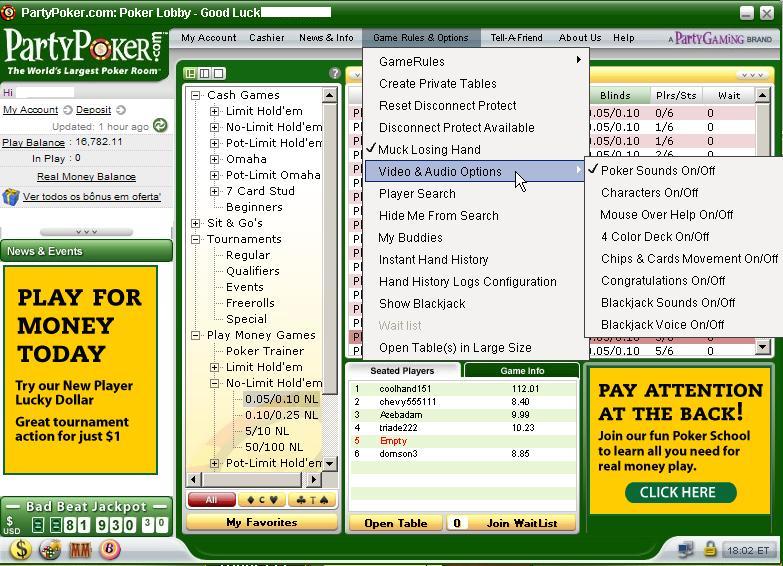 PartyPoker.com: Poker Lobby - Good Luck
PARTYPOKER.com
The World's Largest Poker Room™
My Account Cashier News & Info Game Rules & Options Tell-A-Friend About Us Help
A PARTYGAMING BRAND
Hi
My Account Deposit
Updated: 1 hour ago
Play Balance : 16,782.11
In Play : 0
Real Money Balance
Ver todos os bônus em oferta'
News & Events
PLAY FOR
MONEY
TODAY
Try our New Player
Lucky Dollar
Great tournament
action for just $1
Bad Beat Jackpot
$ USD 81 930 30
Cash Games
Limit Hold'em
No-Limit Hold'em
Pot-Limit Hold'em
Omaha
Pot-Limit Omaha
7 Card Stud
Beginners
Sit & Go's
Tournaments
Regular
Qualifiers
Events
Freerolls
Special
Play Money Games
Poker Trainer
Limit Hold'em
No-Limit Hold'em
0.05/0.10 NL
0.10/0.25 NL
5/10 NL
50/100 NL
Pot-Limit Hold'em
All
C
T
My Favorites
GameRules
Create Private Tables
Reset Disconnect Protect
Disconnect Protect Available
Muck Losing Hand
Video & Audio Options
Player Search
Hide Me From Search
My Buddies
Instant Hand History
Hand History Logs Configuration
Show Blackjack
Wait list
Open Table(s) in Large Size
Poker Sounds On/Off
Characters On/Off
Mouse Over Help On/Off
4 Color Deck On/Off
Chips & Cards Movement On/Off
Congratulations On/Off
Blackjack Sounds On/Off
Blackjack Voice On/Off
Blinds Plrs/Sts Wait
0.05/0.10 0/6 0
0.05/0.10 1/6 0
0.05/0.10 1/6 0
0.05/0.10 5/6 0
Seated Players Game Info
1 coolhand151 112.01
2 chevy555111 8.40
3 Acebadam 9.99
4 triade222 10.23
5 Empty
6 domson3 8.85
Open Table 0 Join WaitList
PAY ATTENTION
AT THE BACK!
Join our fun Poker School
to learn all you need for
real money play.
CLICK HERE
18:02 ET